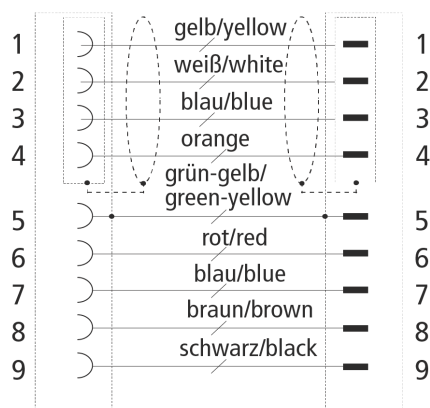 1 gelb/yellow 1
2 weiß/white 2
3 blau/blue 3
4 orange 4
grün-gelb/
5 green-yellow 5
6 rot/red 6
7 blau/blue 7
8 braun/brown 8
9 schwarz/black 9